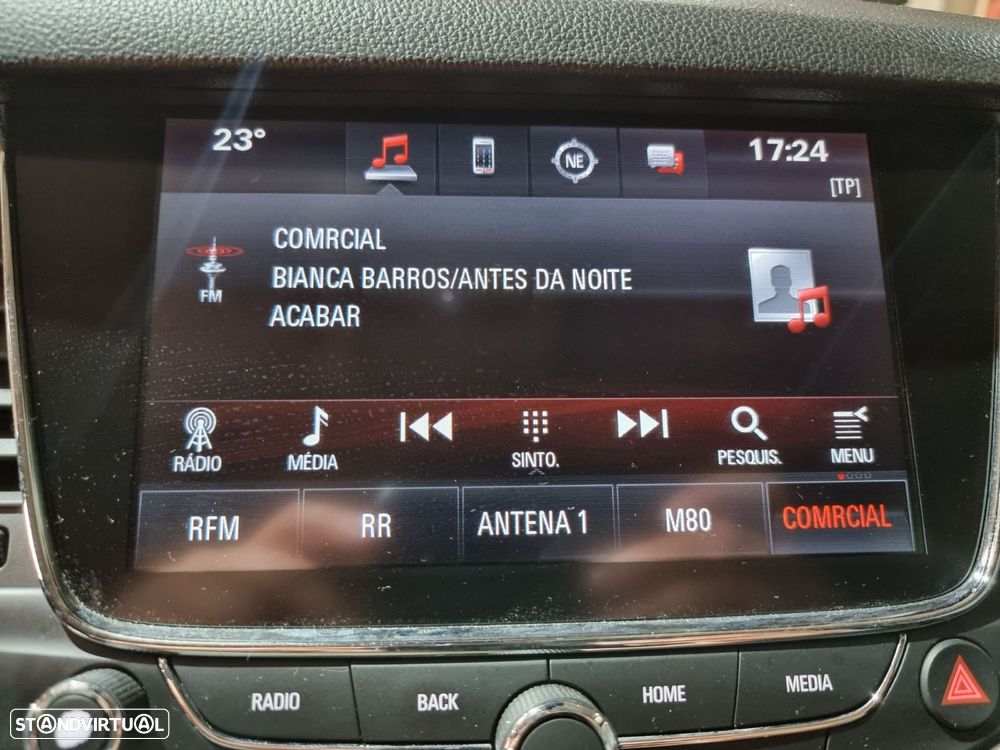 23°
NE
17:24
[TP]
FM
COMRCIAL
BIANCA BARROS/ANTES DA NOITE
ACABAR
RÁDIO
MÉDIA
SINTO.
PESQUIS.
MENU
RFM
RR
ANTENA 1
M80
COMRCIAL
RADIO
BACK
HOME
MEDIA
STANDVIRTUAL